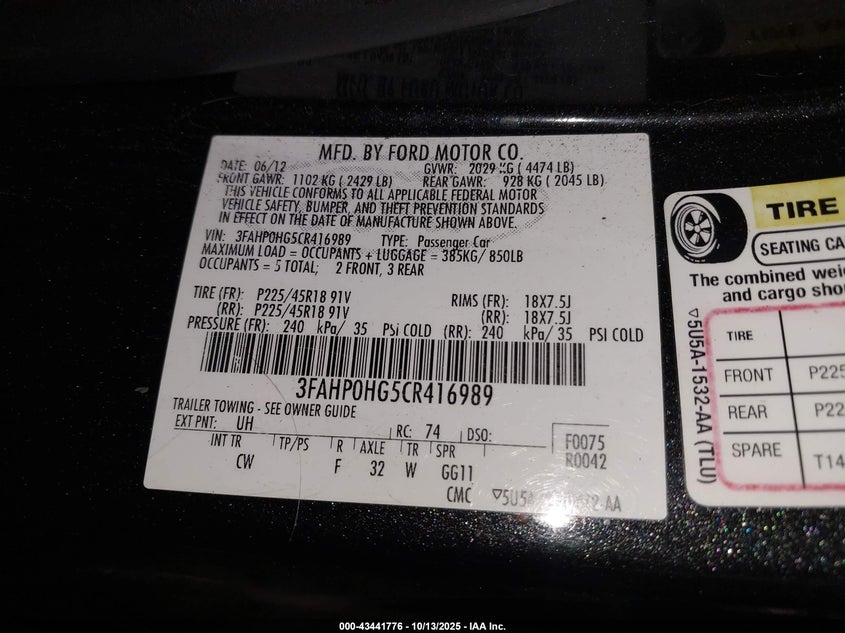 MFD. BY FORD MOTOR CO.
DATE: 06/12 GVWR: 2029 KG ( 4474 LB)
FRONT GAWR: 1102 KG ( 2429 LB) REAR GAWR: 928 KG ( 2045 LB)
THIS VEHICLE CONFORMS TO ALL APPLICABLE FEDERAL MOTOR
VEHICLE SAFETY, BUMPER, AND THEFT PREVENTION STANDARDS
IN EFFECT ON THE DATE OF MANUFACTURE SHOWN ABOVE.
VIN: 3FAHP0HG5CR416989 TYPE: Passenger Car
MAXIMUM LOAD = OCCUPANTS + LUGGAGE = 385KG/ 850LB
OCCUPANTS = 5 TOTAL; 2 FRONT, 3 REAR
TIRE (FR): P225/45R18 91V RIMS (FR): 18X7.5J
(RR): P225/45R18 91V (RR): 18X7.5J
PRESSURE (FR): 240 kPa/ 35 PSi COLD (RR): 240 kPa/ 35 PSI COLD
3FAHP0HG5CR416989
TRAILER TOWING - SEE OWNER GUIDE
EXT PNT: UH RC: 74 DSO: F0075
INT TR TP/PS R AXLE TR SPR R0042
CW F 32 W GG11
CMC
TIRE
SEATING CA
The combined wei
and cargo sho
TIRE
FRONT P225
REAR P22
SPARE T14
5U5A-1532-AA (TLU)
000-43441776 - 10/13/2025 - IAA Inc.